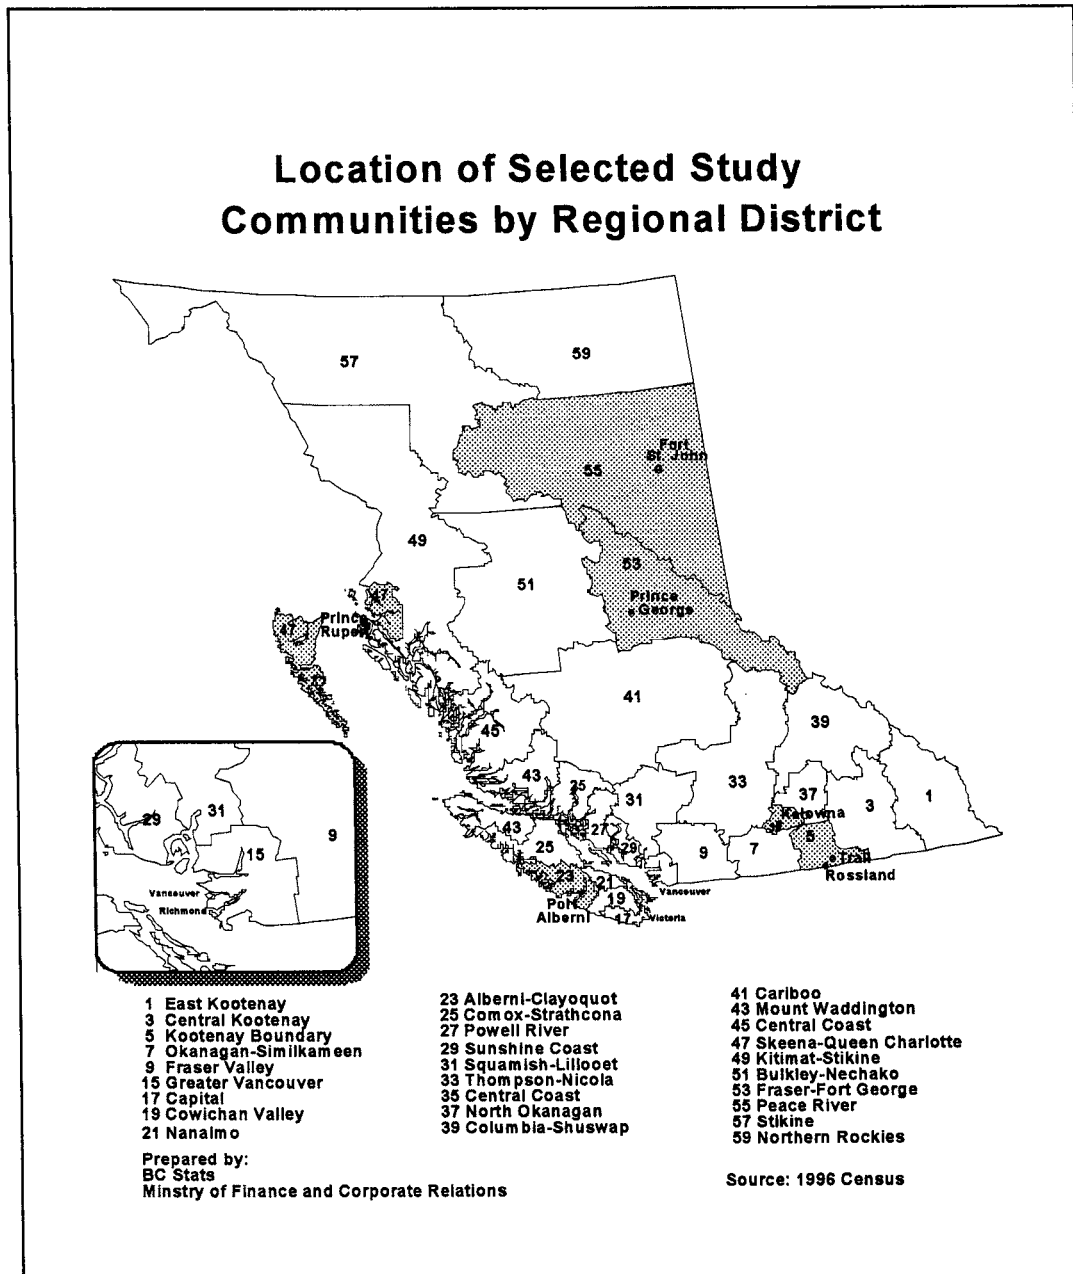 Location of Selected Study
Communities by Regional District
57
59
Fort
St. John
55
49
53
51
47
Prince
George
Prince
Rupert
47
47
41
39
45
43
25
31
33
37
3
1
Kelowna
43
27
29
25
9
7
5
Trail
Rossland
23
21
Vancouver
Port
Alberni
19
17
Victoria
31
29
9
15
Vancouver
Richmond
1 East Kootenay
3 Central Kootenay
5 Kootenay Boundary
7 Okanagan-Similkameen
9 Fraser Valley
15 Greater Vancouver
17 Capital
19 Cowichan Valley
21 Nanaimo
23 Alberni-Clayoquot
25 Comox-Strathcona
27 Powell River
29 Sunshine Coast
31 Squamish-Lillooet
33 Thompson-Nicola
35 Central Coast
37 North Okanagan
39 Columbia-Shuswap
41 Cariboo
43 Mount Waddington
45 Central Coast
47 Skeena-Queen Charlotte
49 Kitimat-Stikine
51 Bulkley-Nechako
53 Fraser-Fort George
55 Peace River
57 Stikine
59 Northern Rockies
Prepared by:
BC Stats
Minstry of Finance and Corporate Relations
Source: 1996 Census